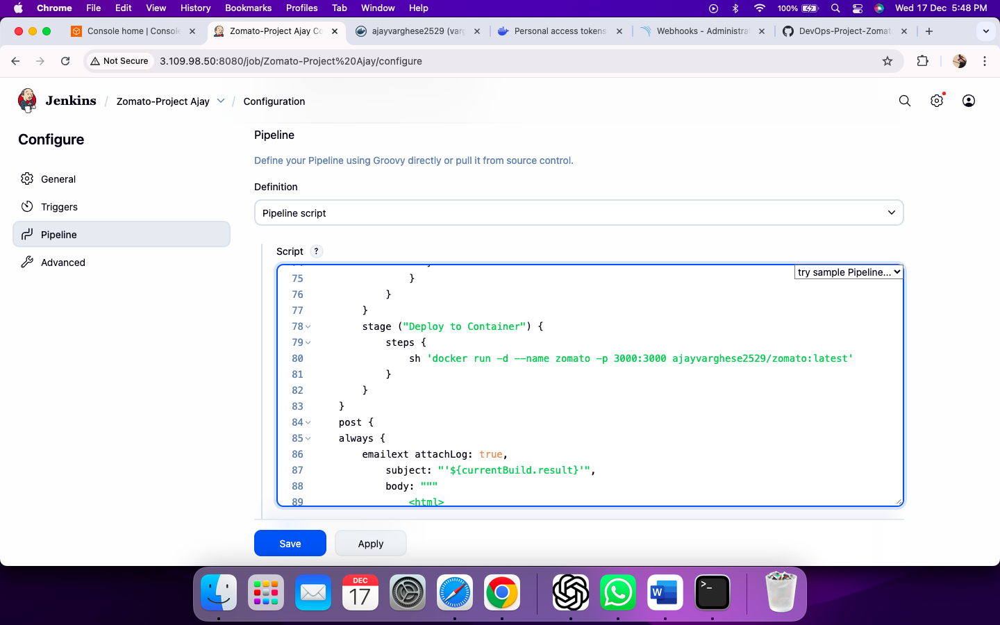 Chrome File Edit View History Bookmarks Profiles Tab Window Help 100% Wed 17 Dec 5:48 PM
Console home | Console Zomato-Project Ajay Co ajayvarghese2529 (varg Personal access tokens Webhooks - Administra DevOps-Project-Zomat
Not Secure 3.109.98.50:8080/job/Zomato-Project%20Ajay/configure
Jenkins / Zomato-Project Ajay / Configuration
Configure
General
Triggers
Pipeline
Advanced
Pipeline
Define your Pipeline using Groovy directly or pull it from source control.
Definition
Pipeline script
Script ?
try sample Pipeline...
75 }
76 }
77 }
78 stage ("Deploy to Container") {
79 steps {
80 sh 'docker run -d --name zomato -p 3000:3000 ajayvarghese2529/zomato:latest'
81 }
82 }
83 }
84 post {
85 always {
86 emailext attachLog: true,
87 subject: "'${currentBuild.result}'",
88 body: """
89 <html>
Save Apply
DEC
17
W
>_